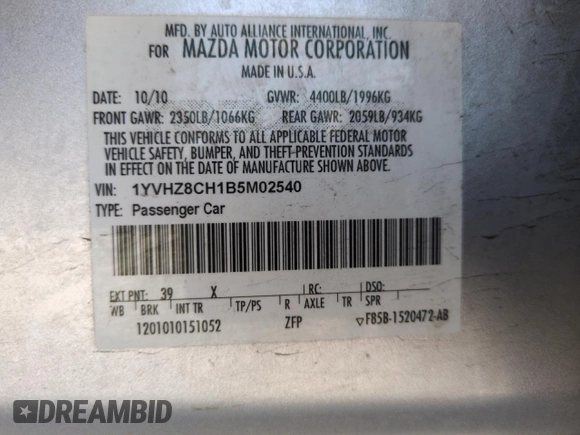 MFD. BY AUTO ALLIANCE INTERNATIONAL, INC.
FOR MAZDA MOTOR CORPORATION
MADE IN U.S.A.
DATE: 10/10 GVWR: 4400LB/1996KG
FRONT GAWR: 2350LB/1066KG REAR GAWR: 2059LB/934KG
THIS VEHICLE CONFORMS TO ALL APPLICABLE FEDERAL MOTOR
VEHICLE SAFETY, BUMPER, AND THEFT-PREVENTION STANDARDS
IN EFFECT ON THE DATE OF MANUFACTURE SHOWN ABOVE.
VIN: 1YVHZ8CH1B5M02540
TYPE: Passenger Car
EXT PNT: 39 X RC: DSO:
WB BRK INT TR TP/PS R AXLE TR SPR
1201010151052 ZFP ▽FB5B-1520472-AB
DREAMBID